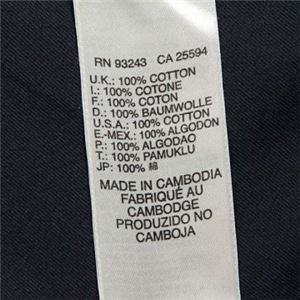 RN 93243 CA 25594
U.K.: 100% COTTON
I.: 100% COTONE
F.: 100% COTON
D.: 100% BAUMWOLLE
U.S.A.: 100% COTTON
E.-MEX.: 100% ALGODON
P.: 100% ALGODAO
T.: 100% PAMUKLU
JP: 100% 綿
MADE IN CAMBODIA
FABRIQUÉ AU
CAMBODGE
PRODUZIDO NO
CAMBOJA